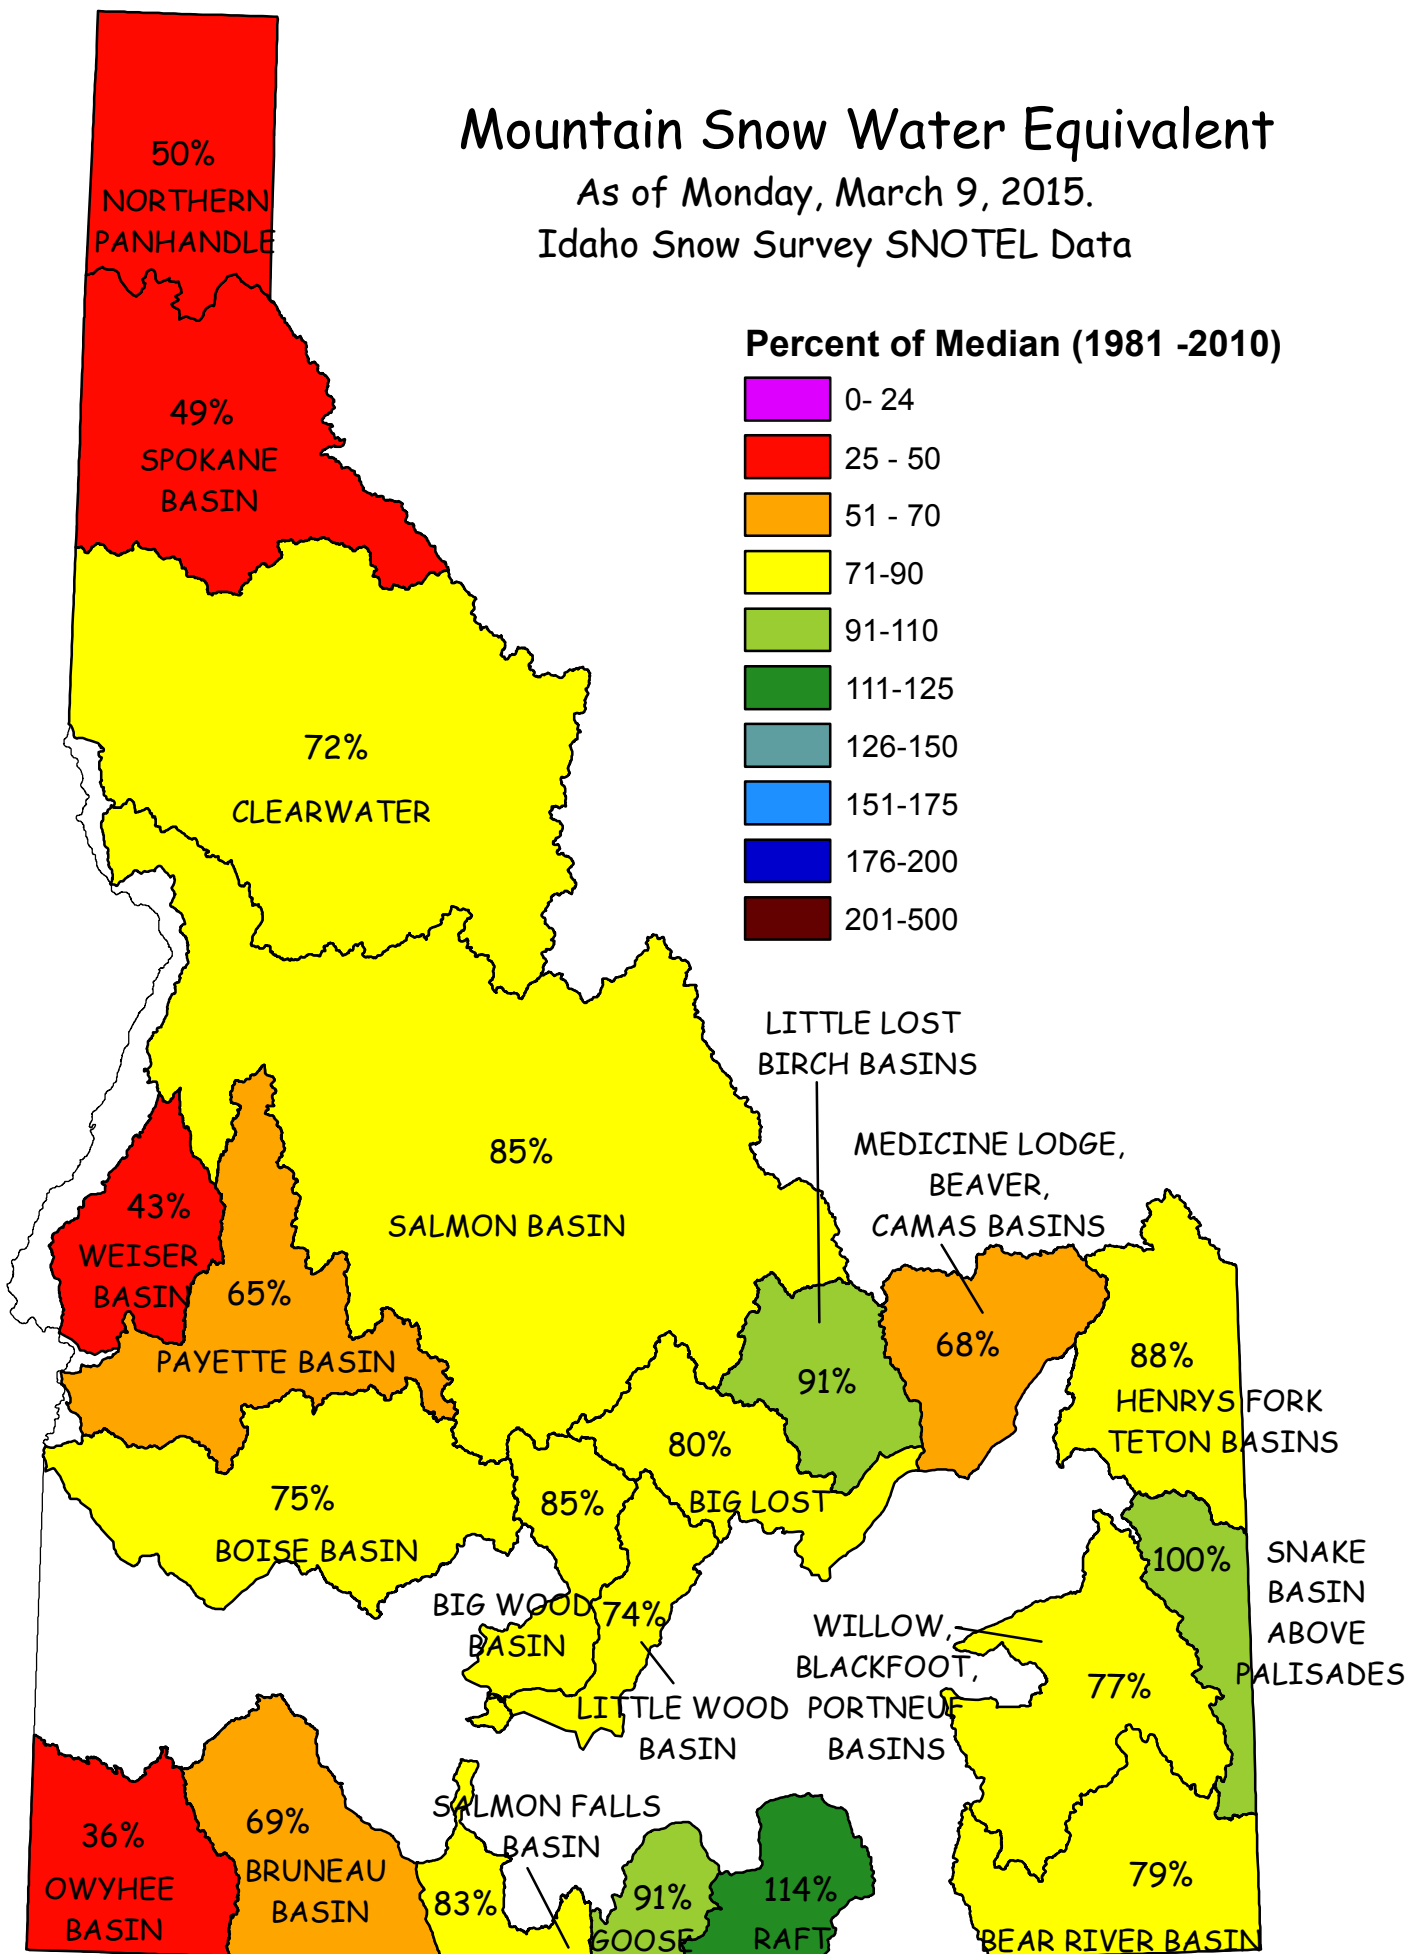 Mountain Snow Water Equivalent
As of Monday, March 9, 2015.
Idaho Snow Survey SNOTEL Data
Percent of Median (1981 -2010)
0- 24
25 - 50
51 - 70
71-90
91-110
111-125
126-150
151-175
176-200
201-500
50%
NORTHERN
PANHANDLE
49%
SPOKANE
BASIN
72%
CLEARWATER
LITTLE LOST
BIRCH BASINS
MEDICINE LODGE,
BEAVER,
CAMAS BASINS
85%
SALMON BASIN
43%
WEISER
BASIN
65%
PAYETTE BASIN
91%
68%
88%
HENRYS FORK
TETON BASINS
80%
BIG LOST
75%
BOISE BASIN
85%
BIG WOOD
BASIN
74%
LITTLE WOOD
BASIN
WILLOW,
BLACKFOOT,
PORTNEUF
BASINS
77%
100%
SNAKE
BASIN
ABOVE
PALISADES
36%
OWYHEE
BASIN
69%
BRUNEAU
BASIN
SALMON FALLS
BASIN
83%
91%
GOOSE
114%
RAFT
79%
BEAR RIVER BASIN